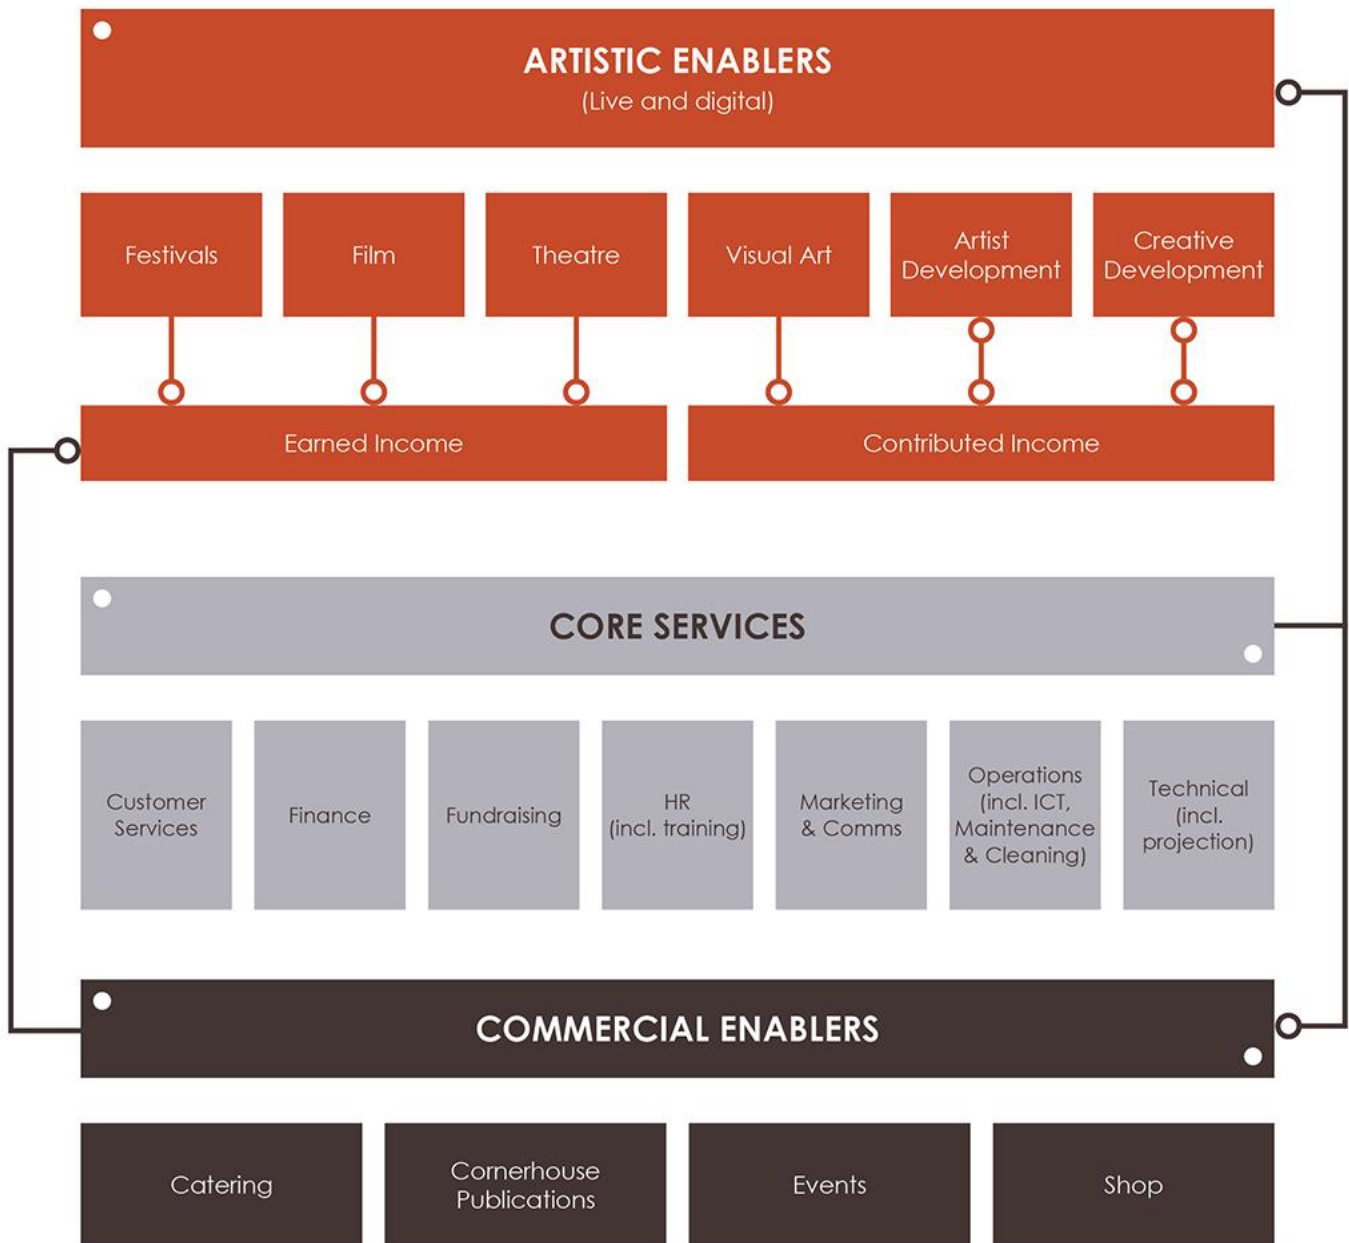 ARTISTIC ENABLERS
(Live and digital)
Festivals
Film
Theatre
Visual Art
Artist
Development
Creative
Development
Earned Income
Contributed Income
CORE SERVICES
Customer
Services
Finance
Fundraising
HR
(incl. training)
Marketing
& Comms
Operations
(incl. ICT,
Maintenance
& Cleaning)
Technical
(incl.
projection)
COMMERCIAL ENABLERS
Catering
Cornerhouse
Publications
Events
Shop